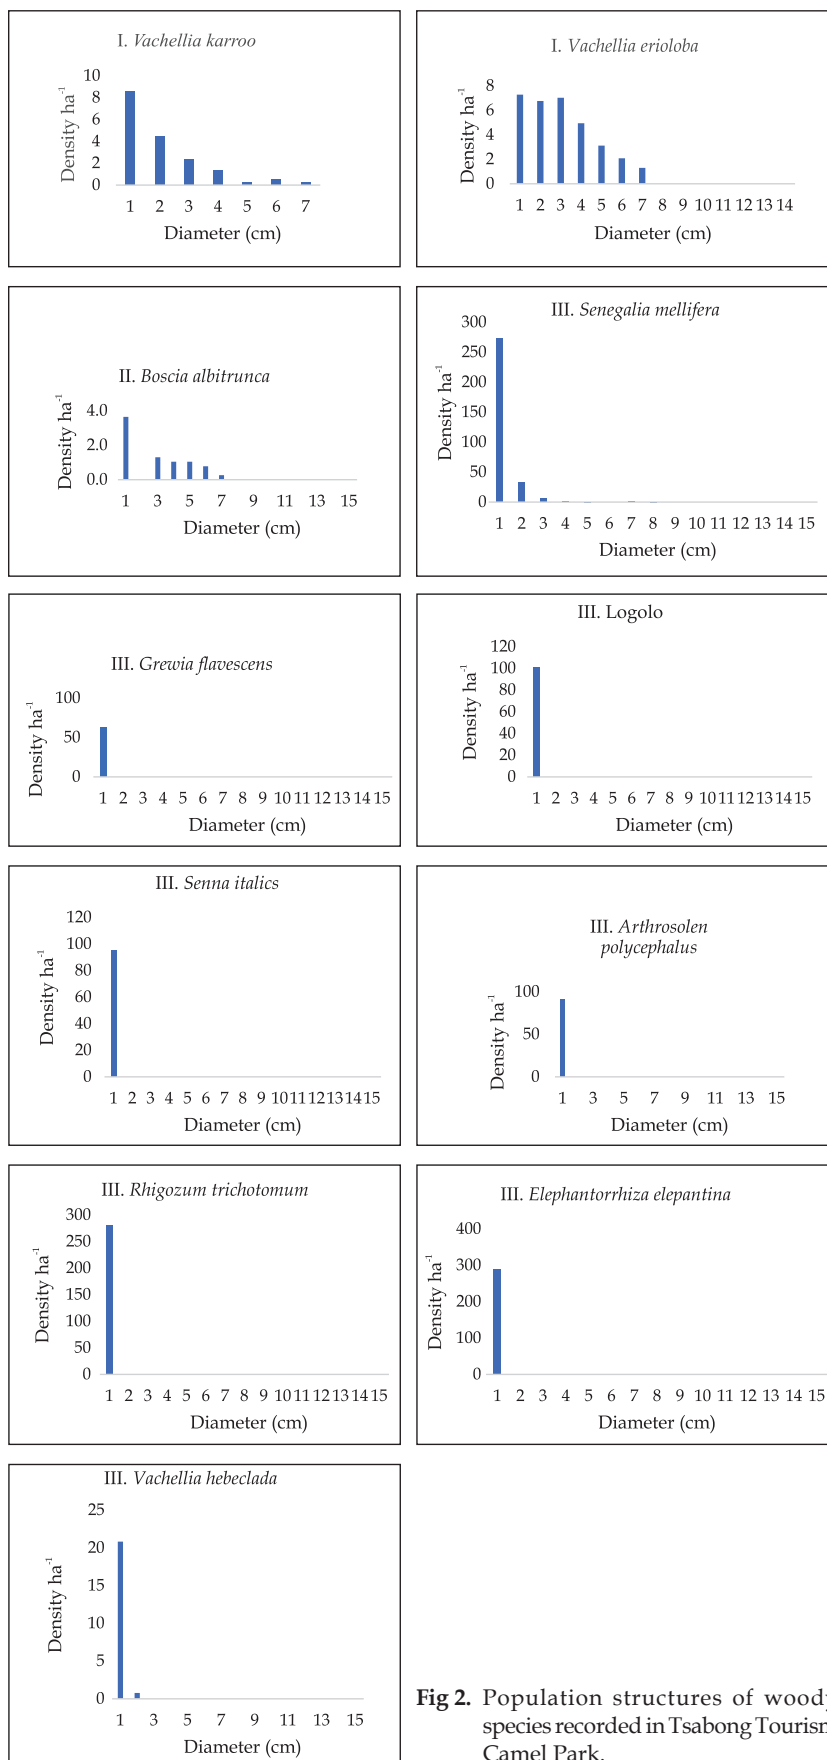 I. Vachellia karroo
10
8
6
4
2
0
Density ha-1
1 2 3 4 5 6 7
Diameter (cm)
I. Vachellia erioloba
8
6
4
2
0
Density ha-1
1 2 3 4 5 6 7 8 9 10 11 12 13 14
Diameter (cm)
II. Boscia albitrunca
4.0
2.0
0.0
Density ha-1
1 3 5 7 9 11 13 15
Diameter (cm)
III. Senegalia mellifera
300
250
200
150
100
50
0
Density ha-1
1 2 3 4 5 6 7 8 9 10 11 12 13 14 15
Diameter (cm)
III. Grewia flavescens
100
50
0
Density ha-1
1 2 3 4 5 6 7 8 9 10 11 12 13 14 15
Diameter (cm)
III. Logolo
120
100
80
60
40
20
0
Density ha-1
1 2 3 4 5 6 7 8 9 10 11 12 13 14 15
Diameter (cm)
III. Senna italics
120
100
80
60
40
20
0
Density ha-1
1 2 3 4 5 6 7 8 9 10 11 12 13 14 15
Diameter (cm)
III. Arthrosolen
polycephalus
100
50
0
Density ha-1
1 3 5 7 9 11 13 15
Diameter (cm)
III. Rhigozum trichotomum
300
250
200
150
100
50
0
Density ha-1
1 2 3 4 5 6 7 8 9 10 11 12 13 14 15
Diameter (cm)
III. Elephantorrhiza elepantina
400
300
200
100
0
Density ha-1
1 2 3 4 5 6 7 8 9 10 11 12 13 14 15
Diameter (cm)
III. Vachellia hebeclada
25
20
15
10
5
0
Density ha-1
1 3 5 7 9 11 13 15
Diameter (cm)
Fig 2. Population structures of woody
species recorded in Tsabong Tourism
Camel Park.